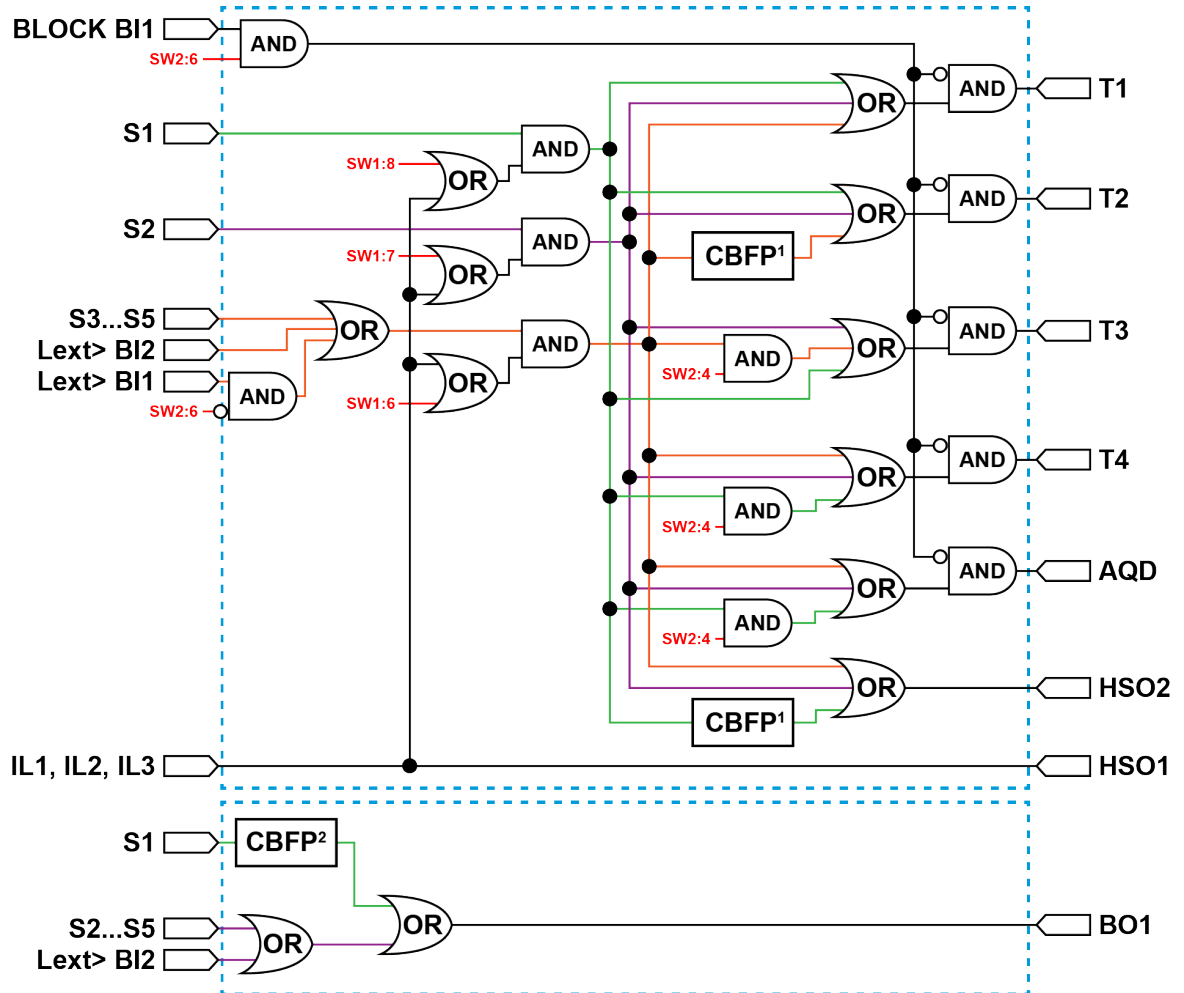 BLOCK BI1
SW2:6
AND
S1
SW1:8
OR
AND
S2
SW1:7
OR
AND
S3...S5
Lext> BI2
Lext> BI1
SW2:6
AND
OR
SW1:6
OR
AND
OR
AND
T1
CBFP¹
OR
AND
T2
SW2:4
AND
OR
AND
T3
SW2:4
AND
OR
AND
T4
SW2:4
AND
OR
AND
AQD
CBFP¹
OR
HSO2
IL1, IL2, IL3
HSO1
S1
CBFP²
S2...S5
Lext> BI2
OR
OR
BO1